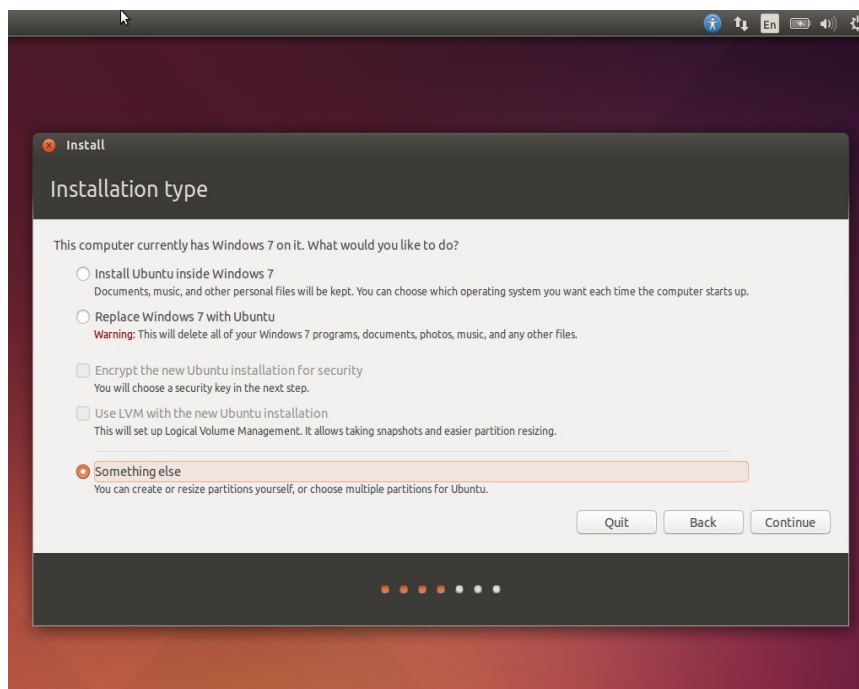 En
Install
Installation type
This computer currently has Windows 7 on it. What would you like to do?
Install Ubuntu inside Windows 7
Documents, music, and other personal files will be kept. You can choose which operating system you want each time the computer starts up.
Replace Windows 7 with Ubuntu
Warning: This will delete all of your Windows 7 programs, documents, photos, music, and any other files.
Encrypt the new Ubuntu installation for security
You will choose a security key in the next step.
Use LVM with the new Ubuntu installation
This will set up Logical Volume Management. It allows taking snapshots and easier partition resizing.
Something else
You can create or resize partitions yourself, or choose multiple partitions for Ubuntu.
Quit Back Continue